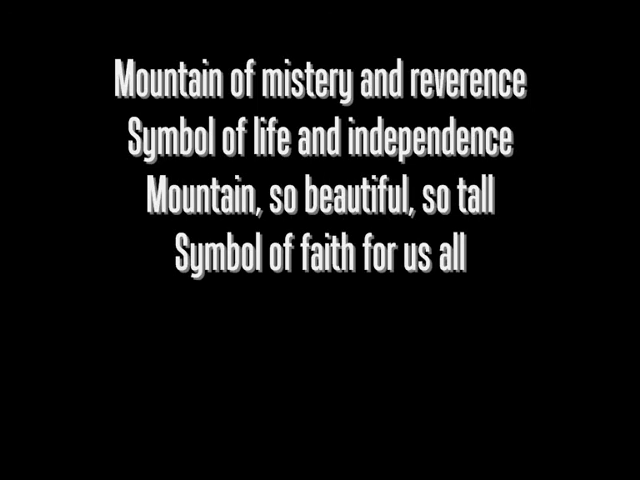 Mountain of mistery and reverence
Symbol of life and independence
Mountain, so beautiful, so tall
Symbol of faith for us all